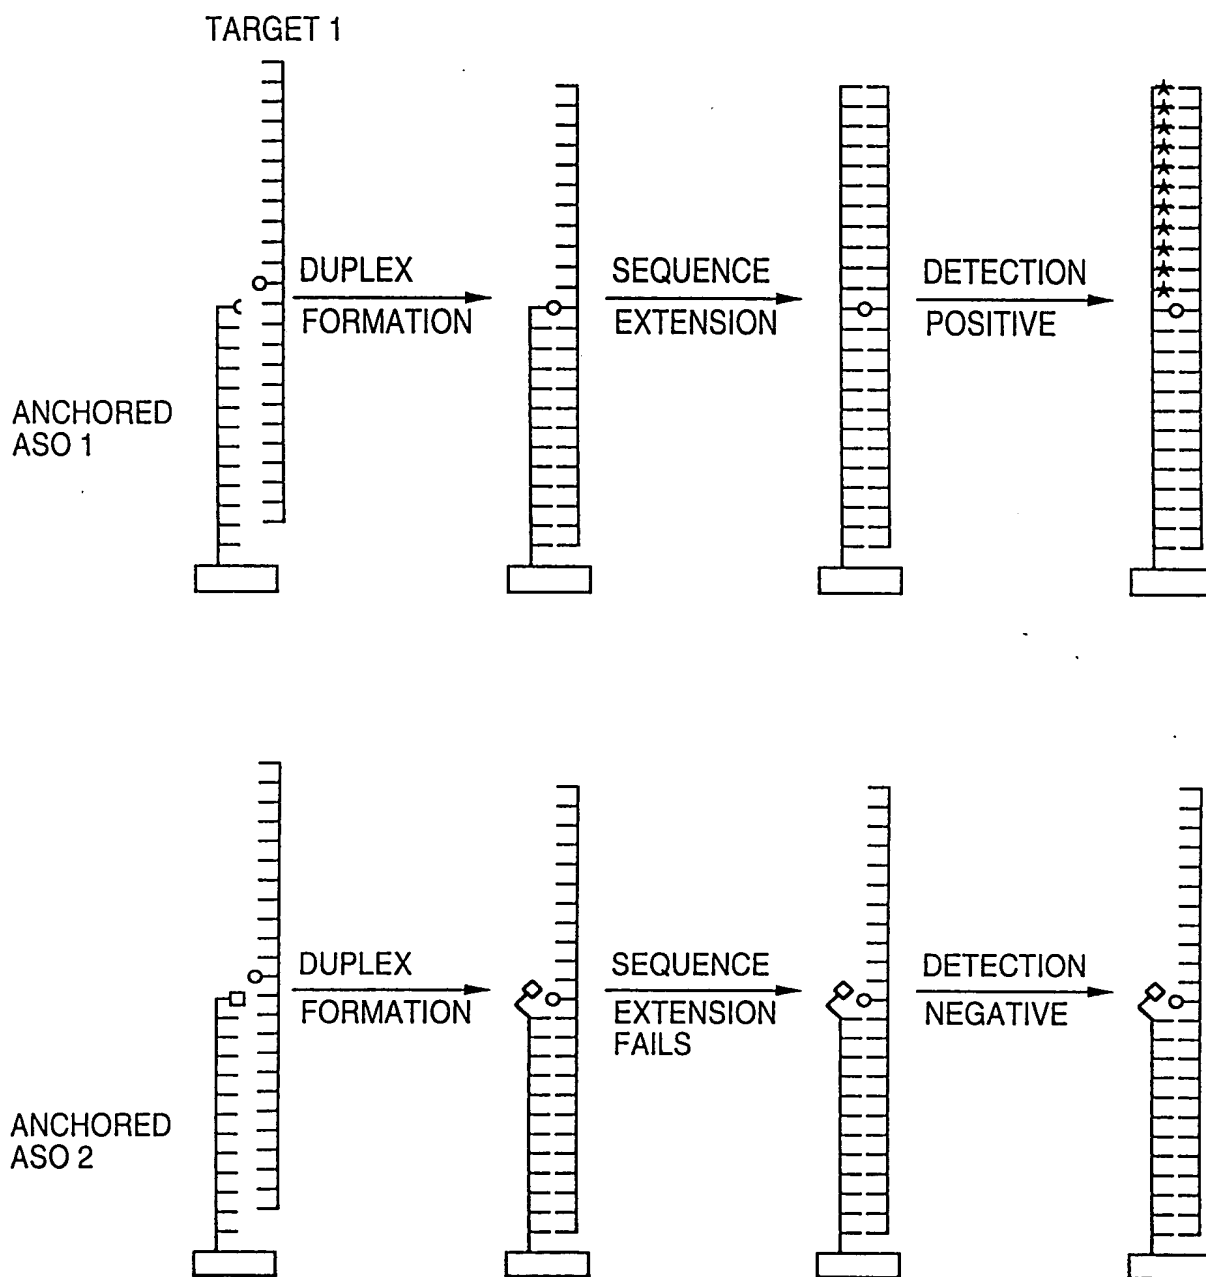 TARGET 1
DUPLEX
FORMATION
SEQUENCE
EXTENSION
DETECTION
POSITIVE
ANCHORED
ASO 1
DUPLEX
FORMATION
SEQUENCE
EXTENSION
FAILS
DETECTION
NEGATIVE
ANCHORED
ASO 2